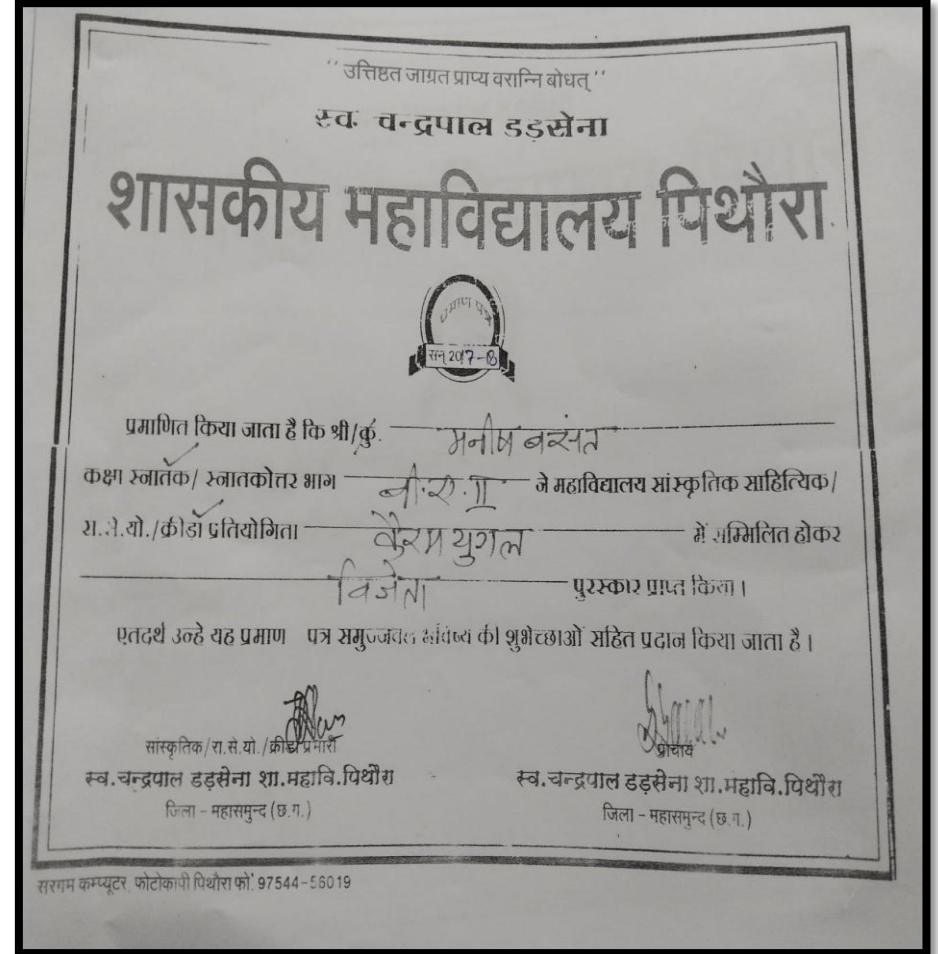 " उत्तिष्ठत जाग्रत प्राप्य वरान्नि बोधत् "
स्व. चन्द्रपाल डड़सेना
शासकीय महाविद्यालय पिथौरा
प्रमाण पत्र
सन् 2017-18
प्रमाणित किया जाता है कि श्री/कुं. मनीष बसंत
कक्षा स्नातक/ स्नातकोत्तर भाग बी.ए.II ने महाविद्यालय सांस्कृतिक साहित्यिक/
रा.से.यो./क्रीड़ा प्रतियोगिता कैरम युगल में सम्मिलित होकर
विजेता पुरस्कार प्राप्त किया।
एतदर्थ उन्हे यह प्रमाण पत्र समुज्जवल भविष्य की शुभेच्छाओं सहित प्रदान किया जाता है।
सांस्कृतिक/रा.से.यो./क्रीड़ा प्रभारी
प्राचार्य
स्व.चन्द्रपाल डड़सेना शा.महावि.पिथौरा
स्व.चन्द्रपाल डड़सेना शा.महावि.पिथौरा
जिला - महासमुन्द (छ.ग.)
जिला - महासमुन्द (छ.ग.)
सरगम कम्प्यूटर, फोटोकापी पिथौरा फो. 97544-56019